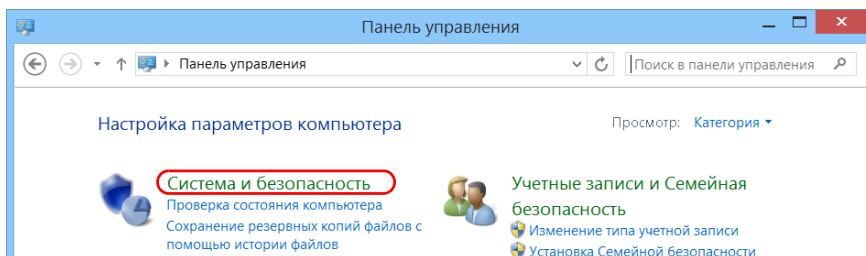 Панель управления
Панель управления
Поиск в панели управления
Настройка параметров компьютера
Просмотр: Категория
Система и безопасность
Проверка состояния компьютера
Сохранение резервных копий файлов с
помощью истории файлов
Учетные записи и Семейная
безопасность
Изменение типа учетной записи
Установка Семейной безопасности